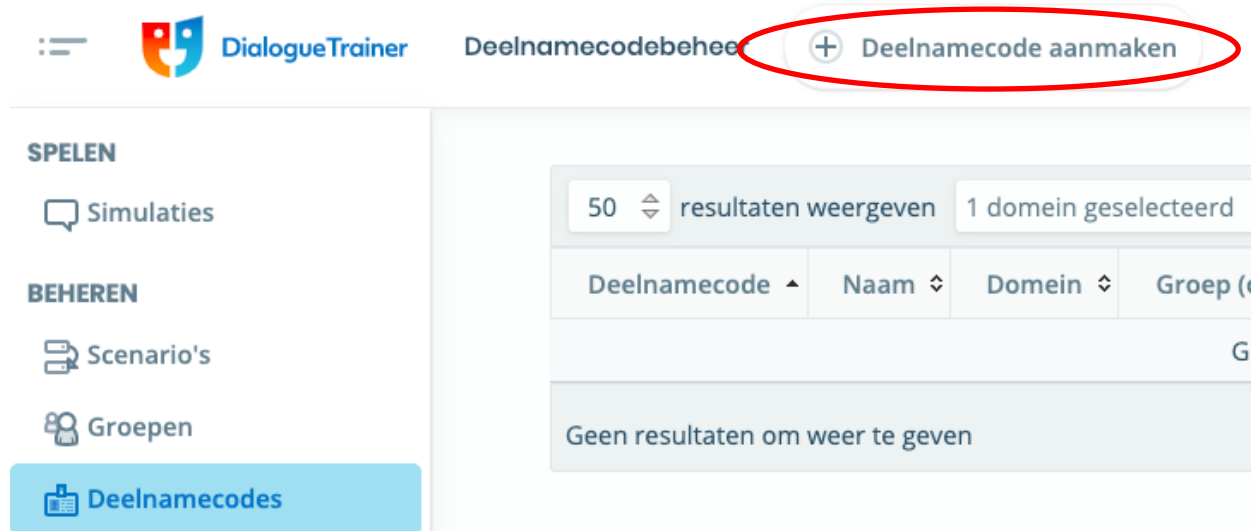 DialogueTrainer Deelnamecodebeheer Deelnamecode aanmaken
SPELEN
Simulaties
BEHEREN
Scenario's
Groepen
Deelnamecodes
50 resultaten weergeven 1 domein geselecteerd
Deelnamecode Naam Domein Groep (
G
Geen resultaten om weer te geven